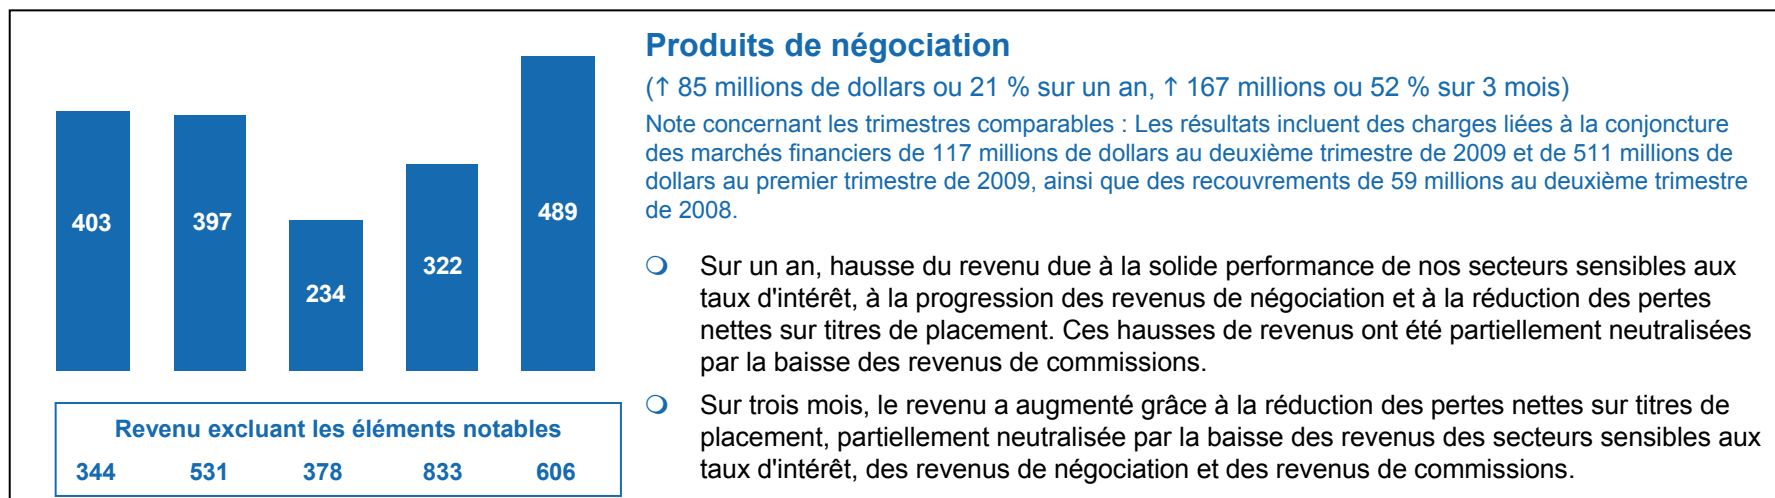 403
397
234
322
489
Revenu excluant les éléments notables
344 531 378 833 606
Produits de négociation
(↑ 85 millions de dollars ou 21 % sur un an, ↑ 167 millions ou 52 % sur 3 mois)
Note concernant les trimestres comparables : Les résultats incluent des charges liées à la conjoncture
des marchés financiers de 117 millions de dollars au deuxième trimestre de 2009 et de 511 millions de
dollars au premier trimestre de 2009, ainsi que des recouvrements de 59 millions au deuxième trimestre
de 2008.
❍ Sur un an, hausse du revenu due à la solide performance de nos secteurs sensibles aux
taux d'intérêt, à la progression des revenus de négociation et à la réduction des pertes
nettes sur titres de placement. Ces hausses de revenus ont été partiellement neutralisées
par la baisse des revenus de commissions.
❍ Sur trois mois, le revenu a augmenté grâce à la réduction des pertes nettes sur titres de
placement, partiellement neutralisée par la baisse des revenus des secteurs sensibles aux
taux d'intérêt, des revenus de négociation et des revenus de commissions.